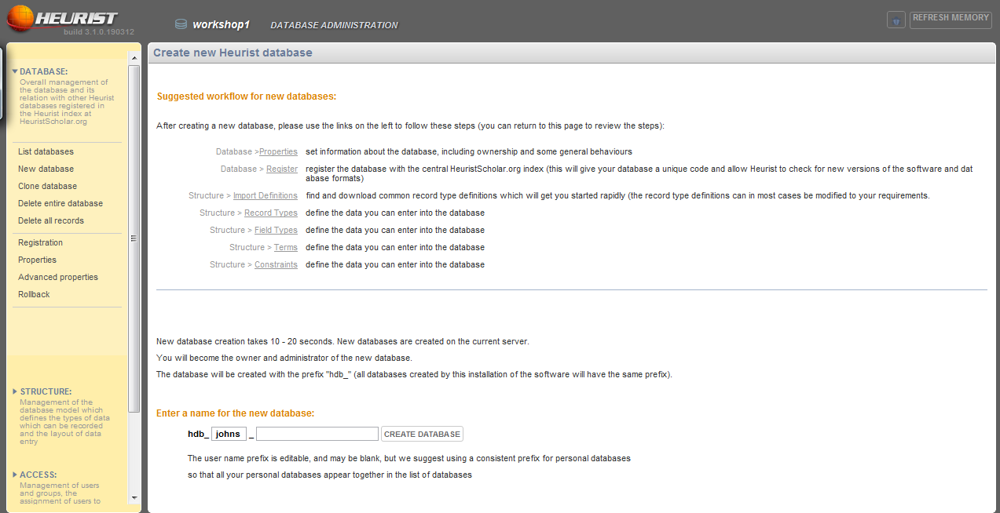 HEURIST
build 3.1.0.190312
workshop1 DATABASE ADMINISTRATION
REFRESH MEMORY
DATABASE:
Overall management of
the database and its
relation with other Heurist
databases registered in
the Heurist index at
HeuristScholar.org
List databases
New database
Clone database
Delete entire database
Delete all records
Registration
Properties
Advanced properties
Rollback
STRUCTURE:
Management of the
database model which
defines the types of data
which can be recorded
and the layout of data
entry
ACCESS:
Management of users
and groups, the
assignment of users to
Create new Heurist database
Suggested workflow for new databases:
After creating a new database, please use the links on the left to follow these steps (you can return to this page to review the steps):
Database >Properties set information about the database, including ownership and some general behaviours
Database > Register register the database with the central HeuristScholar.org index (this will give your database a unique code and allow Heurist to check for new versions of the software and dat
abase formats)
Structure > Import Definitions find and download common record type definitions which will get you started rapidly (the record type definitions can in most cases be modified to your requirements.
Structure > Record Types define the data you can enter into the database
Structure > Field Types define the data you can enter into the database
Structure > Terms define the data you can enter into the database
Structure > Constraints define the data you can enter into the database
New database creation takes 10 - 20 seconds. New databases are created on the current server.
You will become the owner and administrator of the new database.
The database will be created with the prefix "hdb_" (all databases created by this installation of the software will have the same prefix).
Enter a name for the new database:
hdb_ johns _ CREATE DATABASE
The user name prefix is editable, and may be blank, but we suggest using a consistent prefix for personal databases
so that all your personal databases appear together in the list of databases